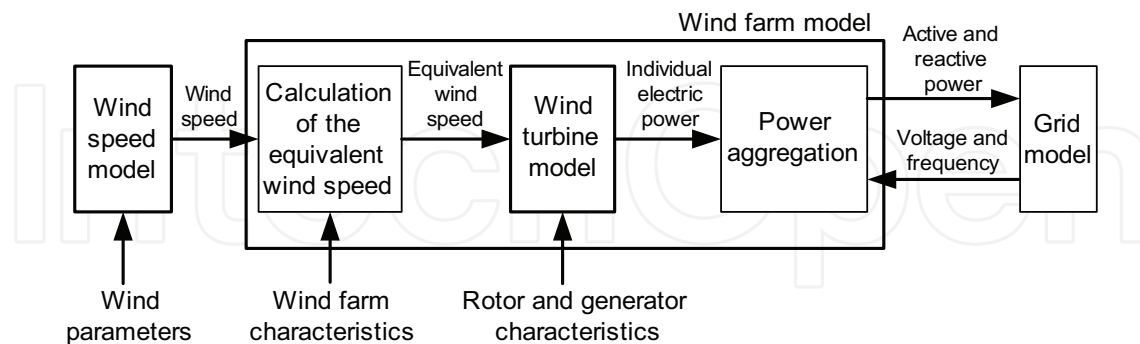 Wind farm model
Active and
reactive
power
Wind
speed
model
Wind
speed
Calculation
of the
equivalent
wind speed
Equivalent
wind
speed
Wind
turbine
model
Individual
electric
power
Power
aggregation
Voltage and
frequency
Grid
model
Wind
parameters
Wind farm
characteristics
Rotor and generator
characteristics
IntechOpen